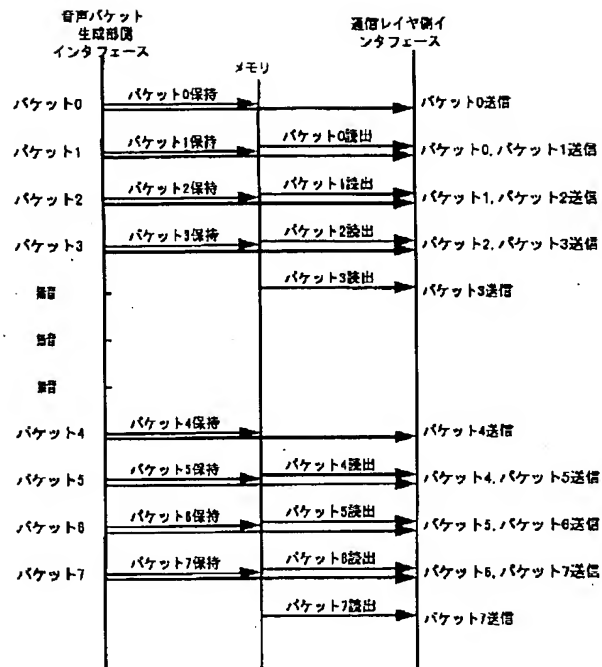 音声パケット
生成部側
インタフェース
メモリ
通信レイヤ側イ
ンタフェース
パケット0
パケット0保持
パケット0送信
パケット1
パケット1保持
パケット0読出
パケット0,パケット1送信
パケット2
パケット2保持
パケット1読出
パケット1,パケット2送信
パケット3
パケット3保持
パケット2読出
パケット2,パケット3送信
無音
パケット3読出
パケット3送信
無音
無音
パケット4
パケット4保持
パケット4送信
パケット5
パケット5保持
パケット4読出
パケット4,パケット5送信
パケット6
パケット6保持
パケット5読出
パケット5,パケット6送信
パケット7
パケット7保持
パケット6読出
パケット6,パケット7送信
パケット7読出
パケット7送信